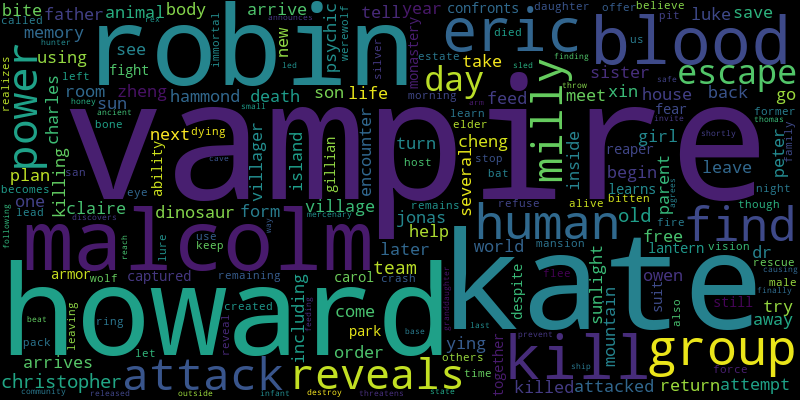 bite father animal body arrive tell year confronts daughter offer believe
called memory robin psychic werewolf eric died pit luke save
realizes using see new immortal silver monastery take us blood
power left room zheng fight hammond son life day sister escape
hunter sun death morning feed milly meet xin house back go
honey charles bone next dying vampire learn fear former
ancient small elder girl invite thomas
san ability villager island gillian encounter turn cheng inside reaper shortly peter family
plan killing eye host several stop begin leave
becomes claire dinosaur form village remains bat alive bitten learns parent agrees night
one lead malcolm mercenary jonas refuse human old though find
following discovers reach lure use keep way help later world mansion free fire lantern vision dr
armor wolf captured remaining carol crash team despite sunlight flee owen suit rescue causing male
howard created come granddaughter kate mountain also still finally try away
pack leaving ring including feeding park base last
beat let reveal order ying together prevent kill force group
arrives attack reveals others time ship killed attacked return attempt
christopher
community released outside infant destroy threatens state